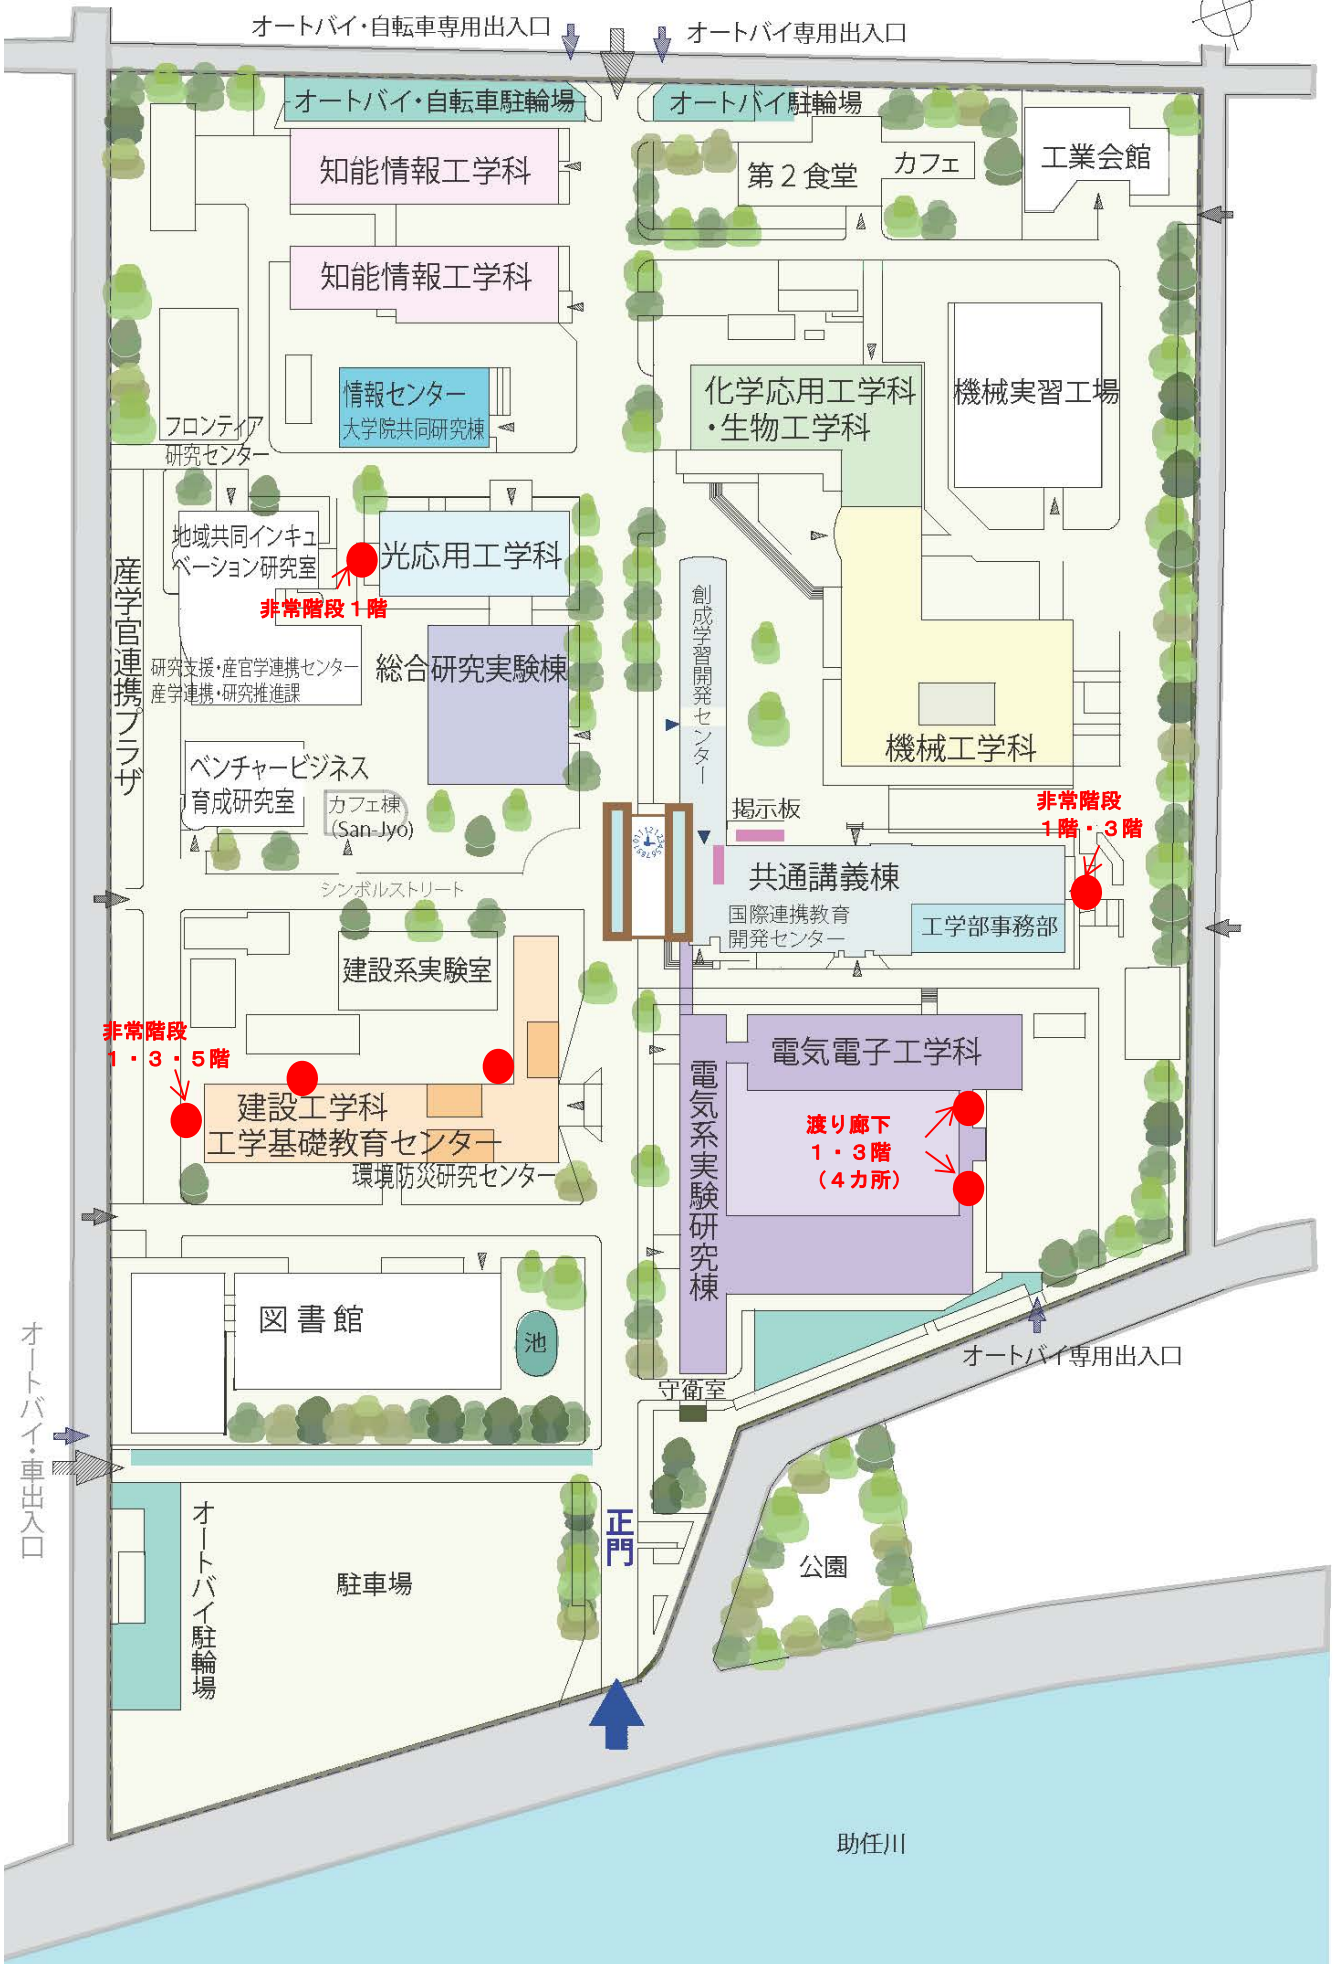 オートバイ・自転車専用出入口
オートバイ専用出入口
オートバイ・自転車駐輪場
オートバイ駐輪場
知能情報工学科
第２食堂
カフェ
工業会館
知能情報工学科
情報センター
大学院共同研究棟
化学応用工学科
・生物工学科
機械実習工場
フロンティア
研究センター
地域共同インキュ
ベーション研究室
光応用工学科
非常階段１階
産学官連携プラザ
研究支援・産官学連携センター
産学連携・研究推進課
総合研究実験棟
創成学習開発センター
機械工学科
ベンチャービジネス
育成研究室
カフェ棟
(San-Jyo)
掲示板
非常階段
１階・３階
12
1
2
3
4
5
6
7
8
9
10
11
共通講義棟
国際連携教育
開発センター
工学部事務部
シンボルストリート
建設系実験室
非常階段
１・３・５階
建設工学科
工学基礎教育センター
環境防災研究センター
電気系実験研究棟
電気電子工学科
渡り廊下
１・３階
（４カ所）
図書館
池
オートバイ専用出入口
守衛室
オートバイ・車出入口
オートバイ駐輪場
駐車場
正門
公園
助任川